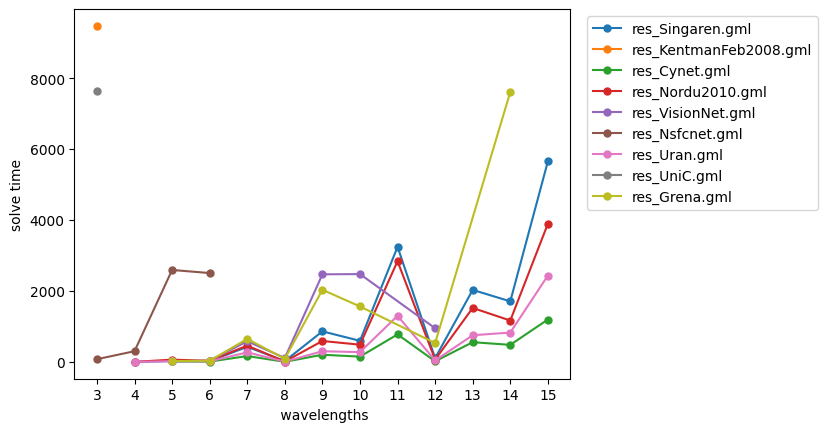 res_Singaren.gml
res_KentmanFeb2008.gml
res_Cynet.gml
res_Nordu2010.gml
res_VisionNet.gml
res_Nsfcnet.gml
res_Uran.gml
res_UniC.gml
res_Grena.gml
solve time
8000
6000
4000
2000
0
3 4 5 6 7 8 9 10 11 12 13 14 15
wavelengths